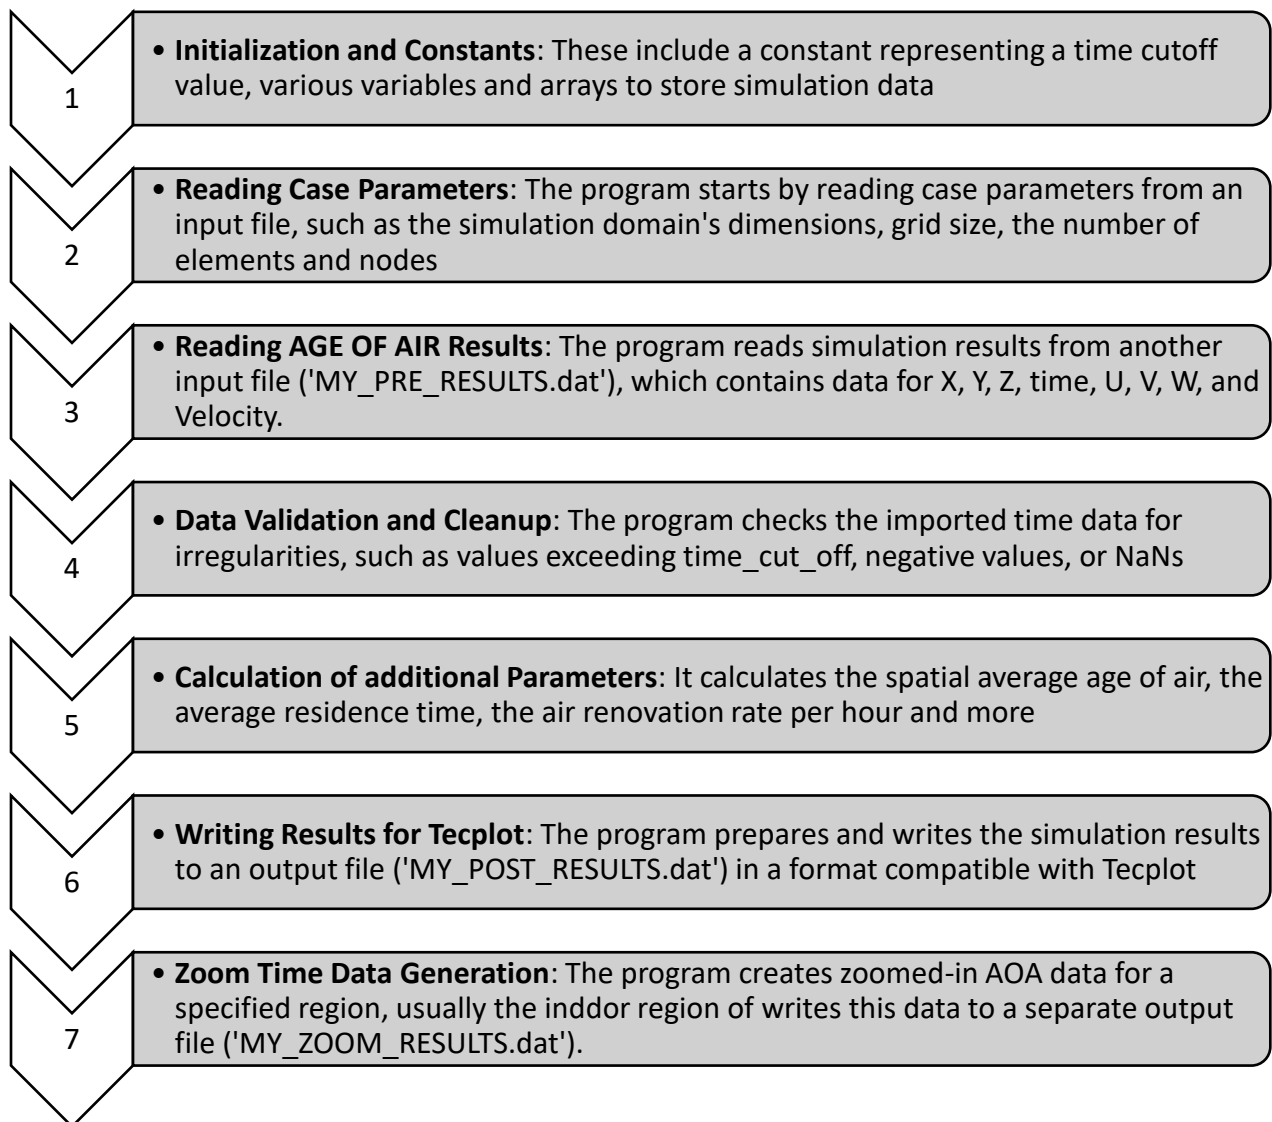 1
• Initialization and Constants: These include a constant representing a time cutoff
value, various variables and arrays to store simulation data
2
• Reading Case Parameters: The program starts by reading case parameters from an
input file, such as the simulation domain's dimensions, grid size, the number of
elements and nodes
3
• Reading AGE OF AIR Results: The program reads simulation results from another
input file ('MY_PRE_RESULTS.dat'), which contains data for X, Y, Z, time, U, V, W, and
Velocity.
4
• Data Validation and Cleanup: The program checks the imported time data for
irregularities, such as values exceeding time_cut_off, negative values, or NaNs
5
• Calculation of additional Parameters: It calculates the spatial average age of air, the
average residence time, the air renovation rate per hour and more
6
• Writing Results for Tecplot: The program prepares and writes the simulation results
to an output file ('MY_POST_RESULTS.dat') in a format compatible with Tecplot
7
• Zoom Time Data Generation: The program creates zoomed-in AOA data for a
specified region, usually the inddor region of writes this data to a separate output
file ('MY_ZOOM_RESULTS.dat').